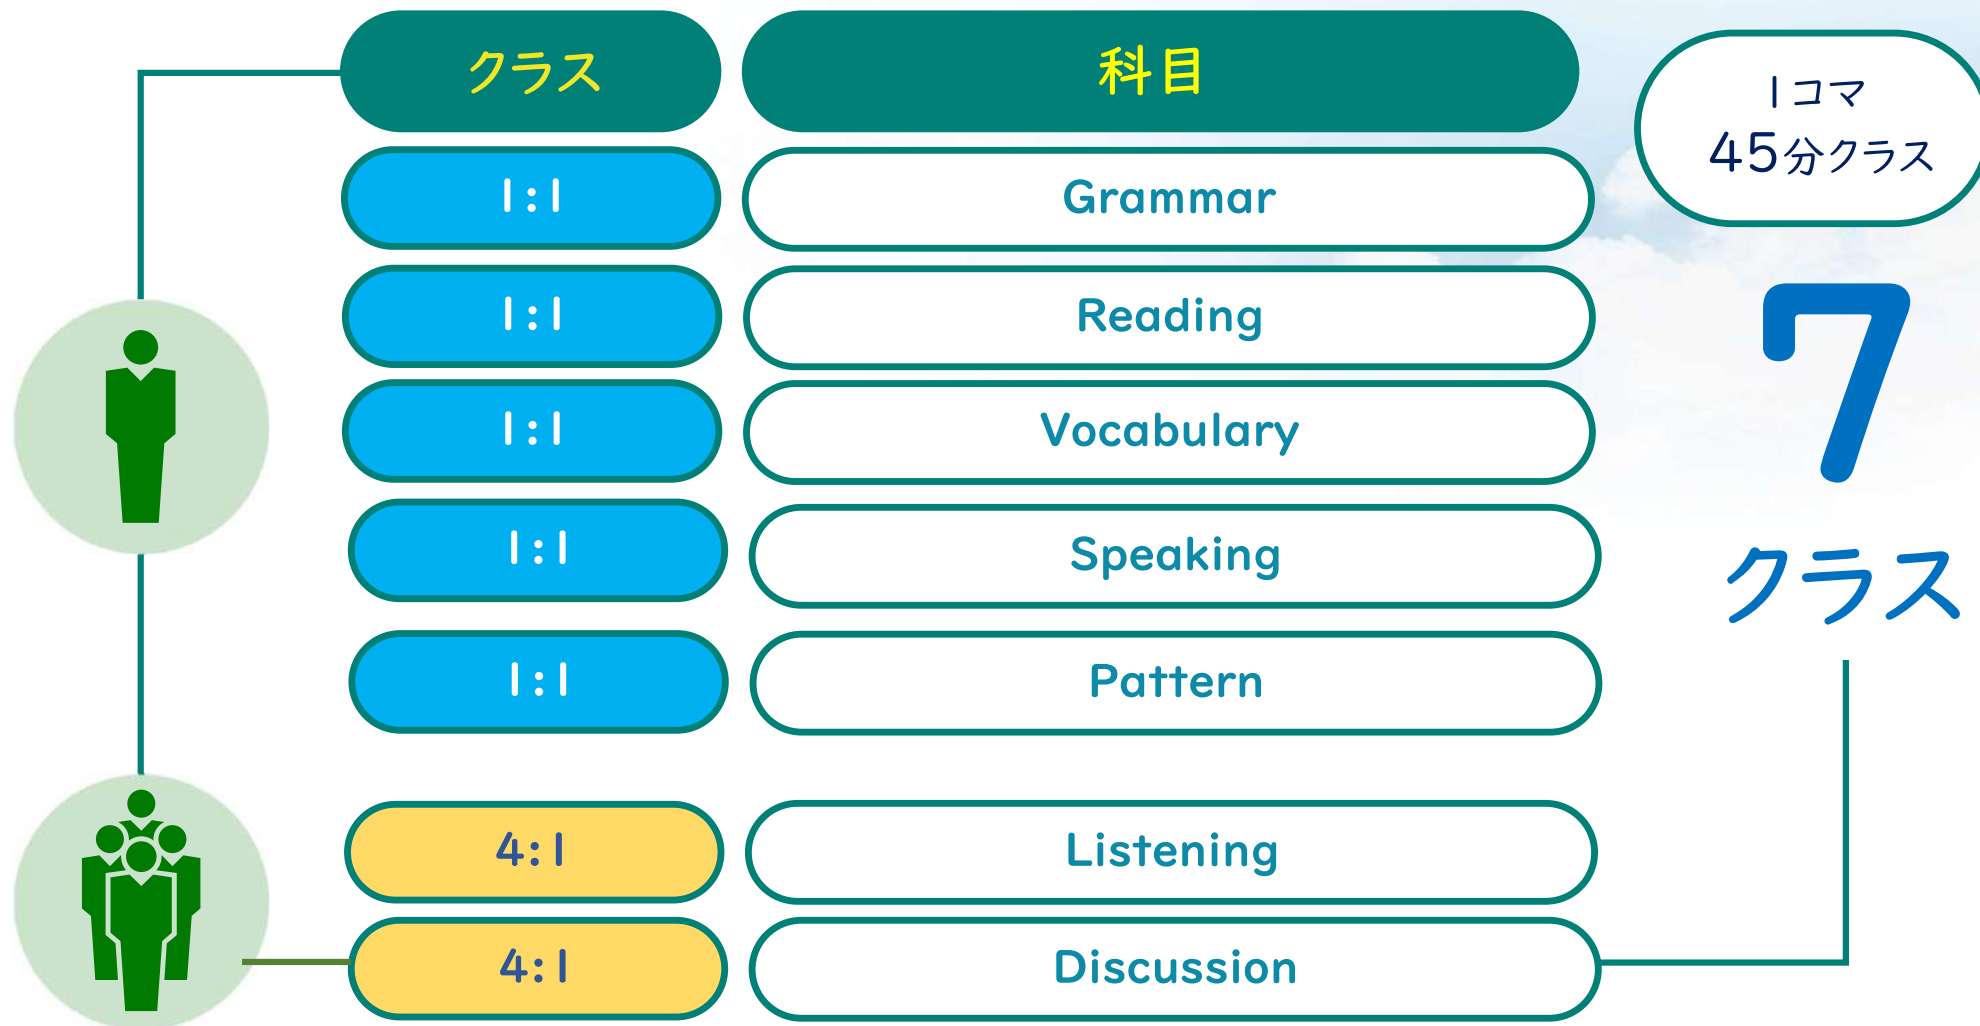 クラス
科目
1コマ
45分クラス
1:1
Grammar
1:1
Reading
1:1
Vocabulary
1:1
Speaking
1:1
Pattern
4:1
Listening
4:1
Discussion
7
クラス